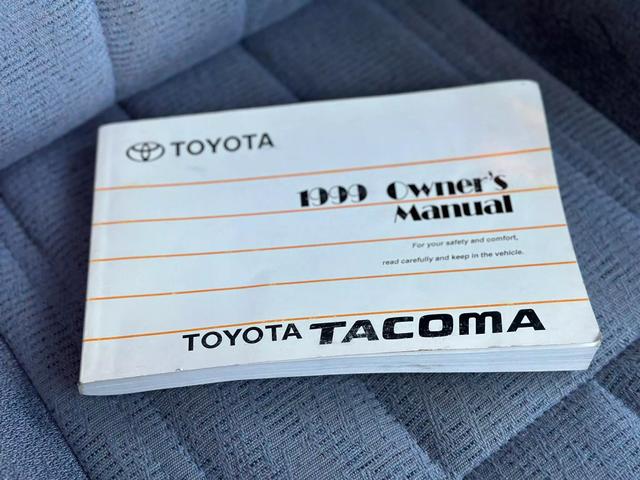 TOYOTA
1999 Owner's
Manual
For your safety and comfort,
read carefully and keep in the vehicle.
TOYOTA TACOMA